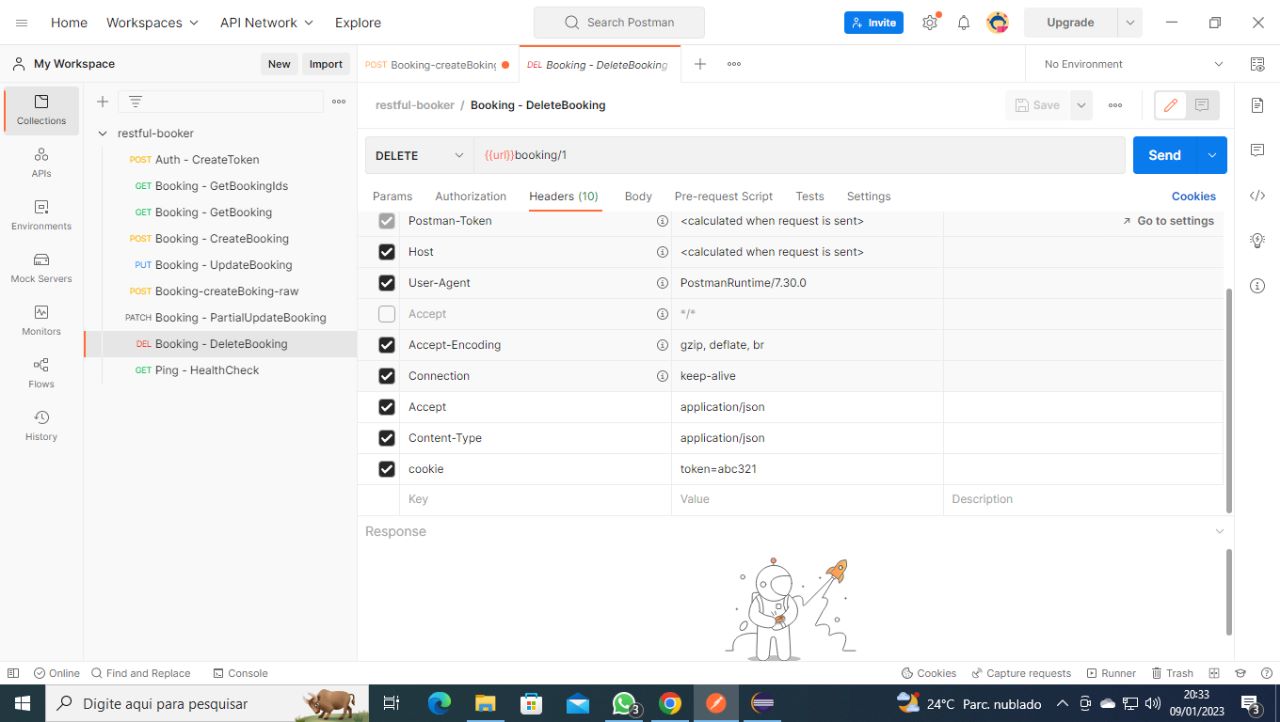 Home Workspaces API Network Explore Search Postman Invite Upgrade
My Workspace New Import POST Booking-createBoking DEL Booking - DeleteBooking No Environment
restful-booker / Booking - DeleteBooking Save
Collections
APIs
Environments
Mock Servers
Monitors
Flows
History
restful-booker
POST Auth - CreateToken
GET Booking - GetBookingIds
GET Booking - GetBooking
POST Booking - CreateBooking
PUT Booking - UpdateBooking
POST Booking-createBoking-raw
PATCH Booking - PartialUpdateBooking
DEL Booking - DeleteBooking
GET Ping - HealthCheck
DELETE {{url}}booking/1 Send
Params Authorization Headers (10) Body Pre-request Script Tests Settings Cookies
Postman-Token <calculated when request is sent> Go to settings
Host <calculated when request is sent>
User-Agent PostmanRuntime/7.30.0
Accept */*
Accept-Encoding gzip, deflate, br
Connection keep-alive
Accept application/json
Content-Type application/json
cookie token=abc321
Key Value Description
Response
Online Find and Replace Console Cookies Capture requests Runner Trash
Digite aqui para pesquisar 3 24°C Parc. nublado 20:33 3
09/01/2023